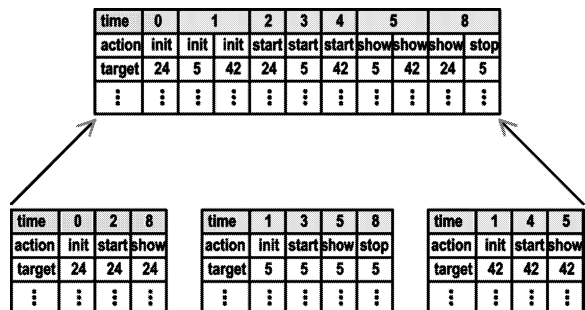 time 0 1 2 3 4 5 8
action init init init start start start show show show stop
target 24 5 42 24 5 42 5 42 24 5
time 0 2 8
action init start show
target 24 24 24
time 1 3 5 8
action init start show stop
target 5 5 5 5
time 1 4 5
action init start show
target 42 42 42